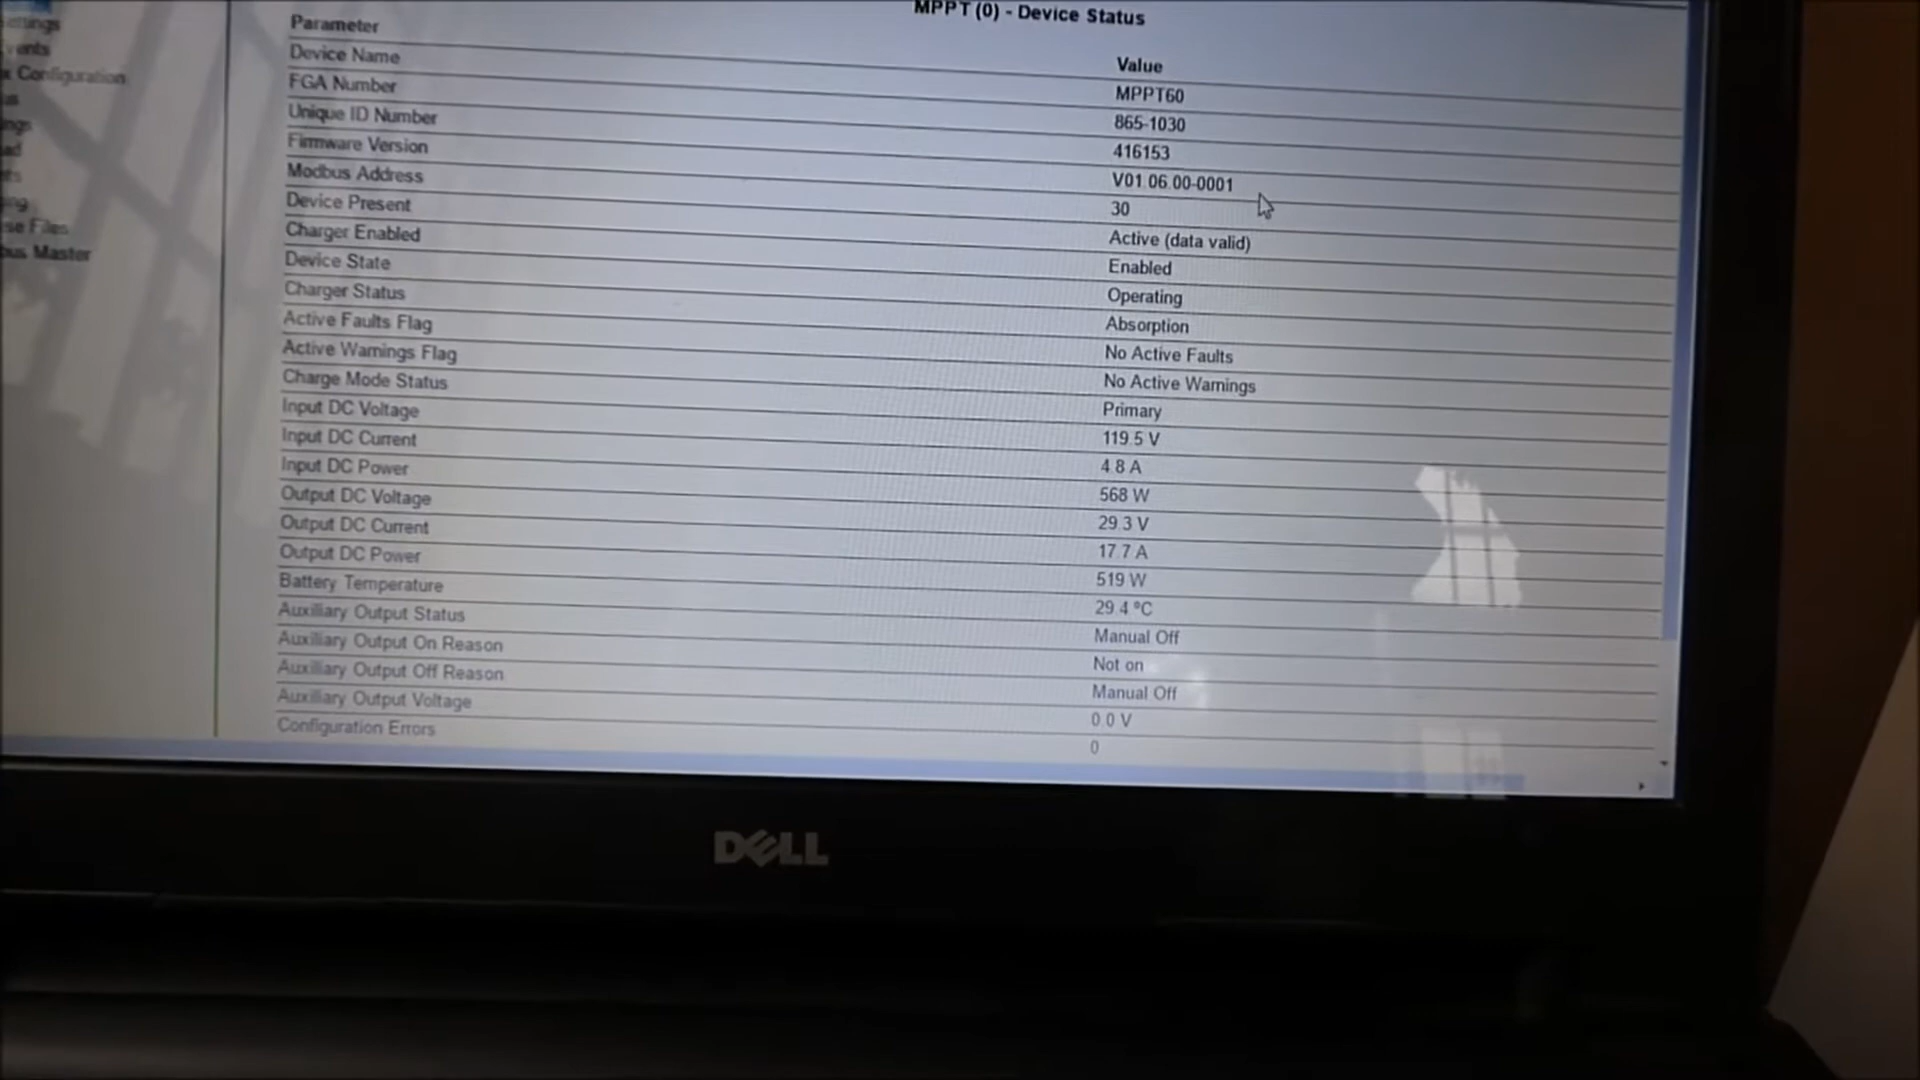 MPPT (0) - Device Status
Parameter Value
Device Name MPPT60
FGA Number 865-1030
Unique ID Number 416153
Firmware Version V01.06.00-0001
Modbus Address 30
Device Present Active (data valid)
Charger Enabled Enabled
Device State Operating
Charger Status Absorption
Active Faults Flag No Active Faults
Active Warnings Flag No Active Warnings
Charge Mode Status Primary
Input DC Voltage 119.5 V
Input DC Current 4.8 A
Input DC Power 568 W
Output DC Voltage 29.3 V
Output DC Current 17.7 A
Output DC Power 519 W
Battery Temperature 29.4 ºC
Auxiliary Output Status Manual Off
Auxiliary Output On Reason Not on
Auxiliary Output Off Reason Manual Off
Auxiliary Output Voltage 0.0 V
Configuration Errors 0
Configuration
Files
Master
DELL